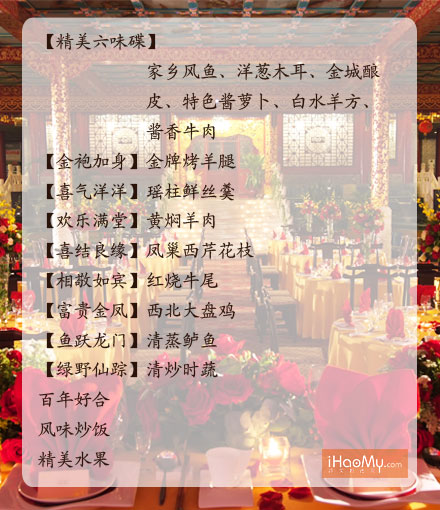 【精美六味碟】
家乡风鱼、洋葱木耳、金城酿
皮、特色酱萝卜、白水羊方、
酱香牛肉
【金袍加身】金牌烤羊腿
【喜气洋洋】瑶柱鲜丝羹
【欢乐满堂】黄焖羊肉
【喜结良缘】凤巢西芹花枝
【相敬如宾】红烧牛尾
【富贵金凤】西北大盘鸡
【鱼跃龙门】清蒸鲈鱼
【绿野仙踪】清炒时蔬
百年好合
风味炒饭
精美水果
iHaoMy.com